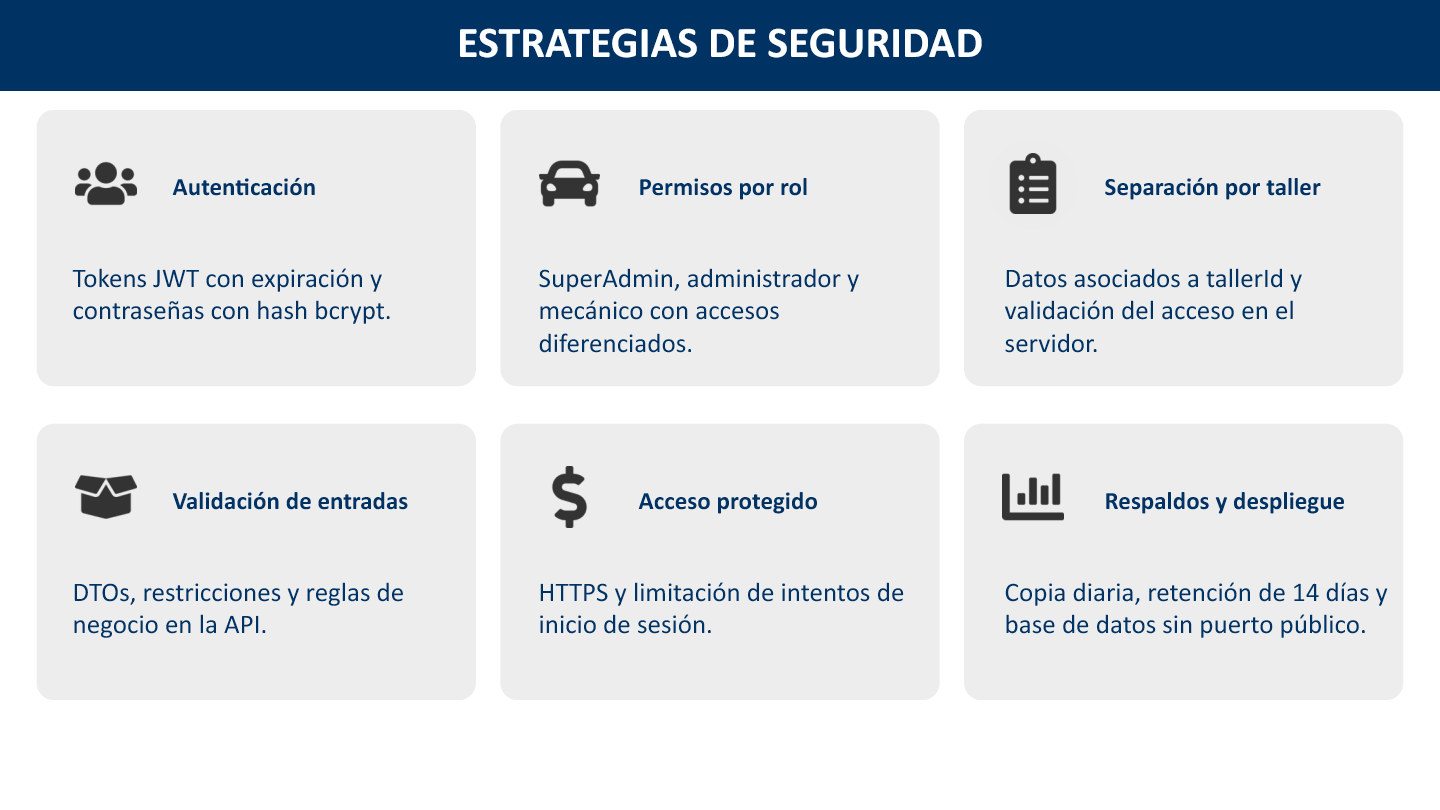 ESTRATEGIAS DE SEGURIDAD
Autenticación
Tokens JWT con expiración y
contraseñas con hash bcrypt.
Permisos por rol
SuperAdmin, administrador y
mecánico con accesos
diferenciados.
Separación por taller
Datos asociados a tallerId y
validación del acceso en el
servidor.
Validación de entradas
DTOs, restricciones y reglas de
negocio en la API.
Acceso protegido
HTTPS y limitación de intentos de
inicio de sesión.
Respaldos y despliegue
Copia diaria, retención de 14 días y
base de datos sin puerto público.